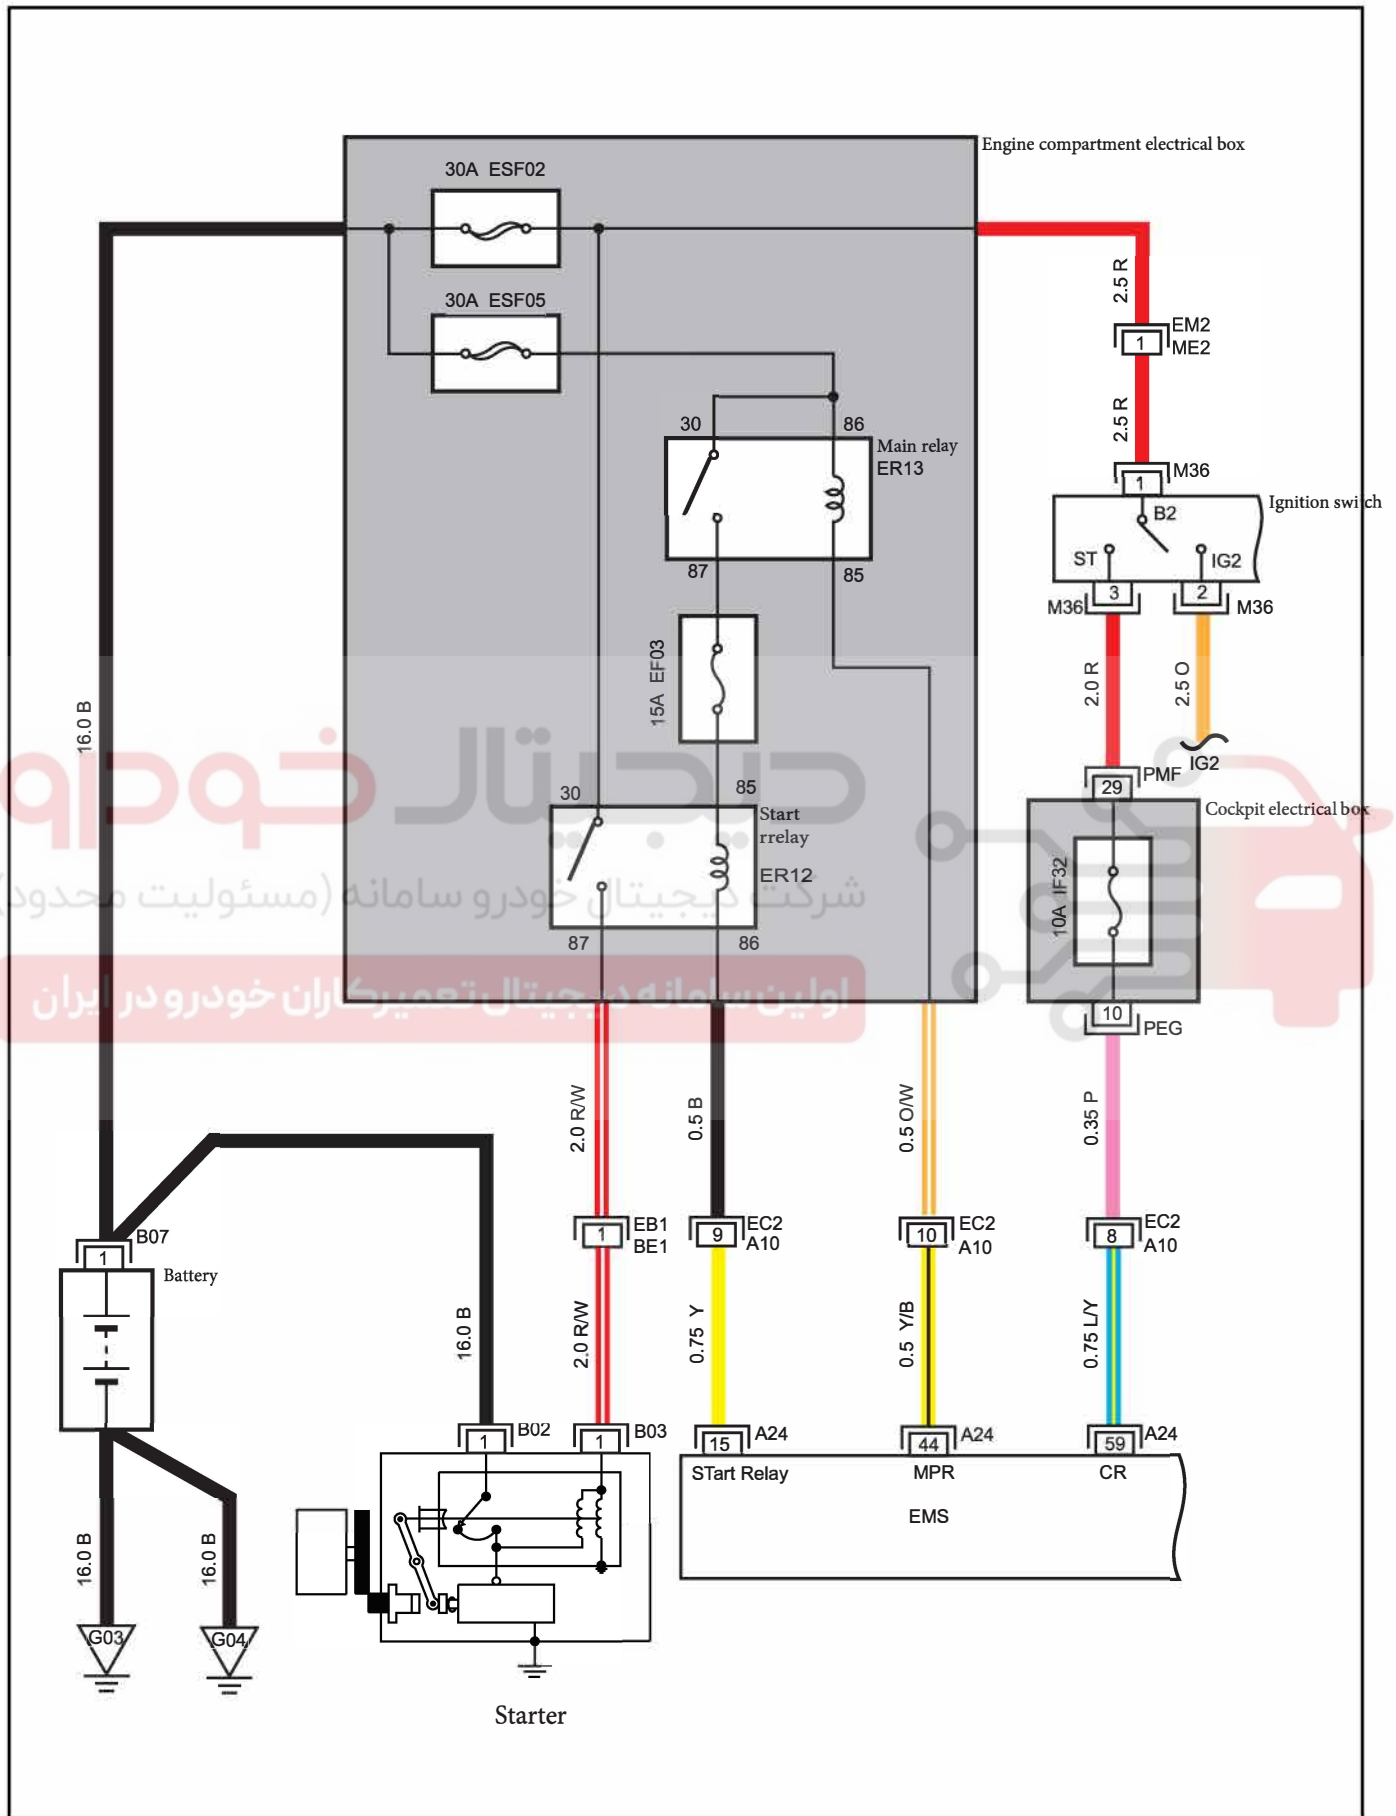 Engine compartment electrical box
30A ESF02
30A ESF05
2.5 R
EM2
1
ME2
2.5 R
30
86
Main relay
ER13
M36
1
Ignition switch
B2
ST
IG2
87
85
3
2
M36
M36
15A EF03
2.0 R
2.5 O
16.0 B
دیجیتال خودرو
IG2
PMF
29
30
85
Start
rrelay
Cockpit electrical box
ER12
10A IF32
شرکت دیجیتال خودرو سامانه (مسئولیت محدود)
87
86
اولین سامانه دیجیتال تعمیرکاران خودرو در ایران
10
PEG
2.0 R/W
0.5 B
0.5 O/W
0.35 P
B07
1
EB1
1
BE1
EC2
9
A10
EC2
10
A10
EC2
8
A10
Battery
16.0 B
2.0 R/W
0.75 Y
0.5 Y/B
0.75 L/Y
B02
1
B03
1
A24
15
A24
44
A24
59
STart Relay
MPR
CR
EMS
16.0 B
16.0 B
G03
G04
Starter